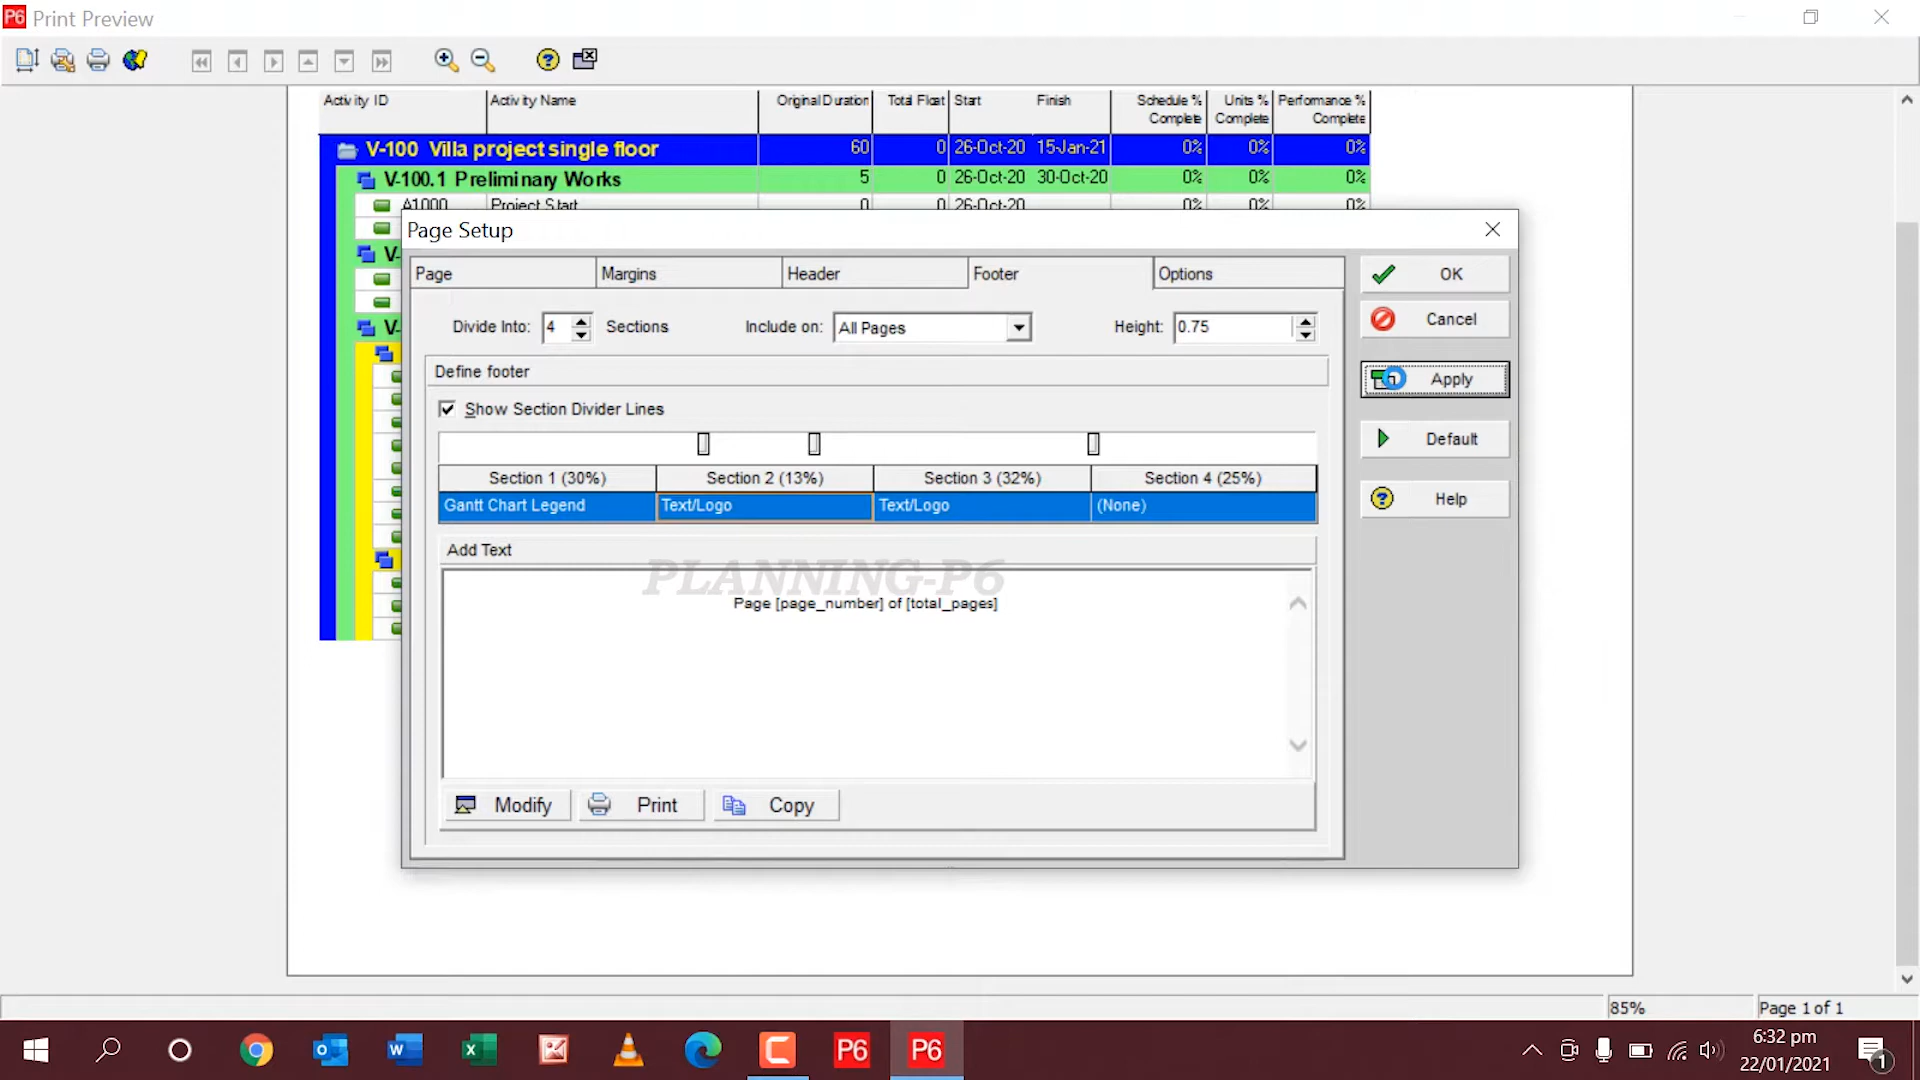 P6 Print Preview
Activity ID Activity Name Original Duration Total Float Start Finish Schedule % Complete Units % Complete Performance % Complete
V-100 Villa project single floor 60 0 26-Oct-20 15-Jan-21 0% 0% 0%
V-100.1 Preliminary Works 5 0 26-Oct-20 30-Oct-20 0% 0% 0%
A1000 Project Start 0 0 26-Oct-20 0% 0% 0%
Page Setup
Page Margins Header Footer Options
OK
Divide Into: 4 Sections Include on: All Pages Height: 0.75
Cancel
Define footer
Apply
Show Section Divider Lines
Default
Section 1 (30%) Section 2 (13%) Section 3 (32%) Section 4 (25%)
Gantt Chart Legend Text/Logo Text/Logo (None)
Help
Add Text
PLANNING-P6
Page [page_number] of [total_pages]
Modify Print Copy
85% Page 1 of 1
P6 P6
6:32 pm
22/01/2021
1